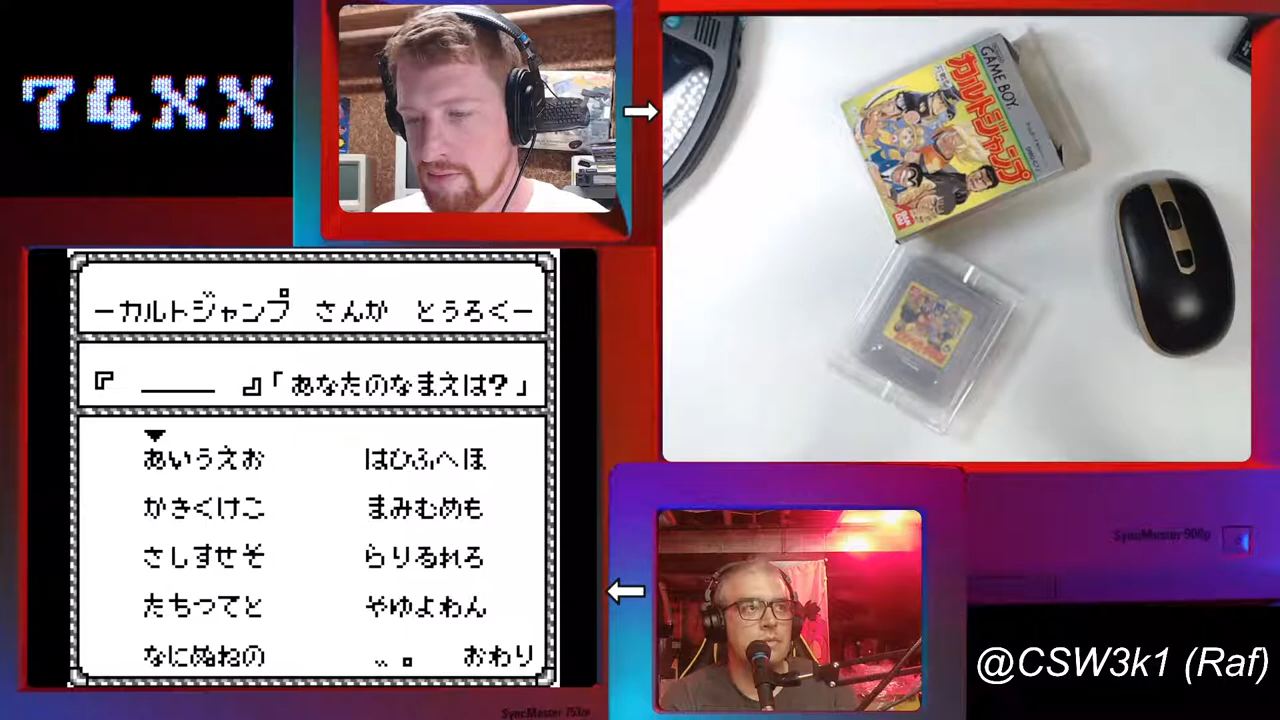 74XX
GAME BOY
カルトジャンプ
BANDAI
ーカルトジャンプ さんか とうろくー
『 _____ 』「あなたのなまえは?」
あいうえお はひふへほ
かきくけこ まみむめも
さしすせそ らりるれろ
たちつてと やゆよわん
なにぬねの ゛゜ おわり
SyncMaster 900p
@CSW3k1 (Raf)
SyncMaster 753DF